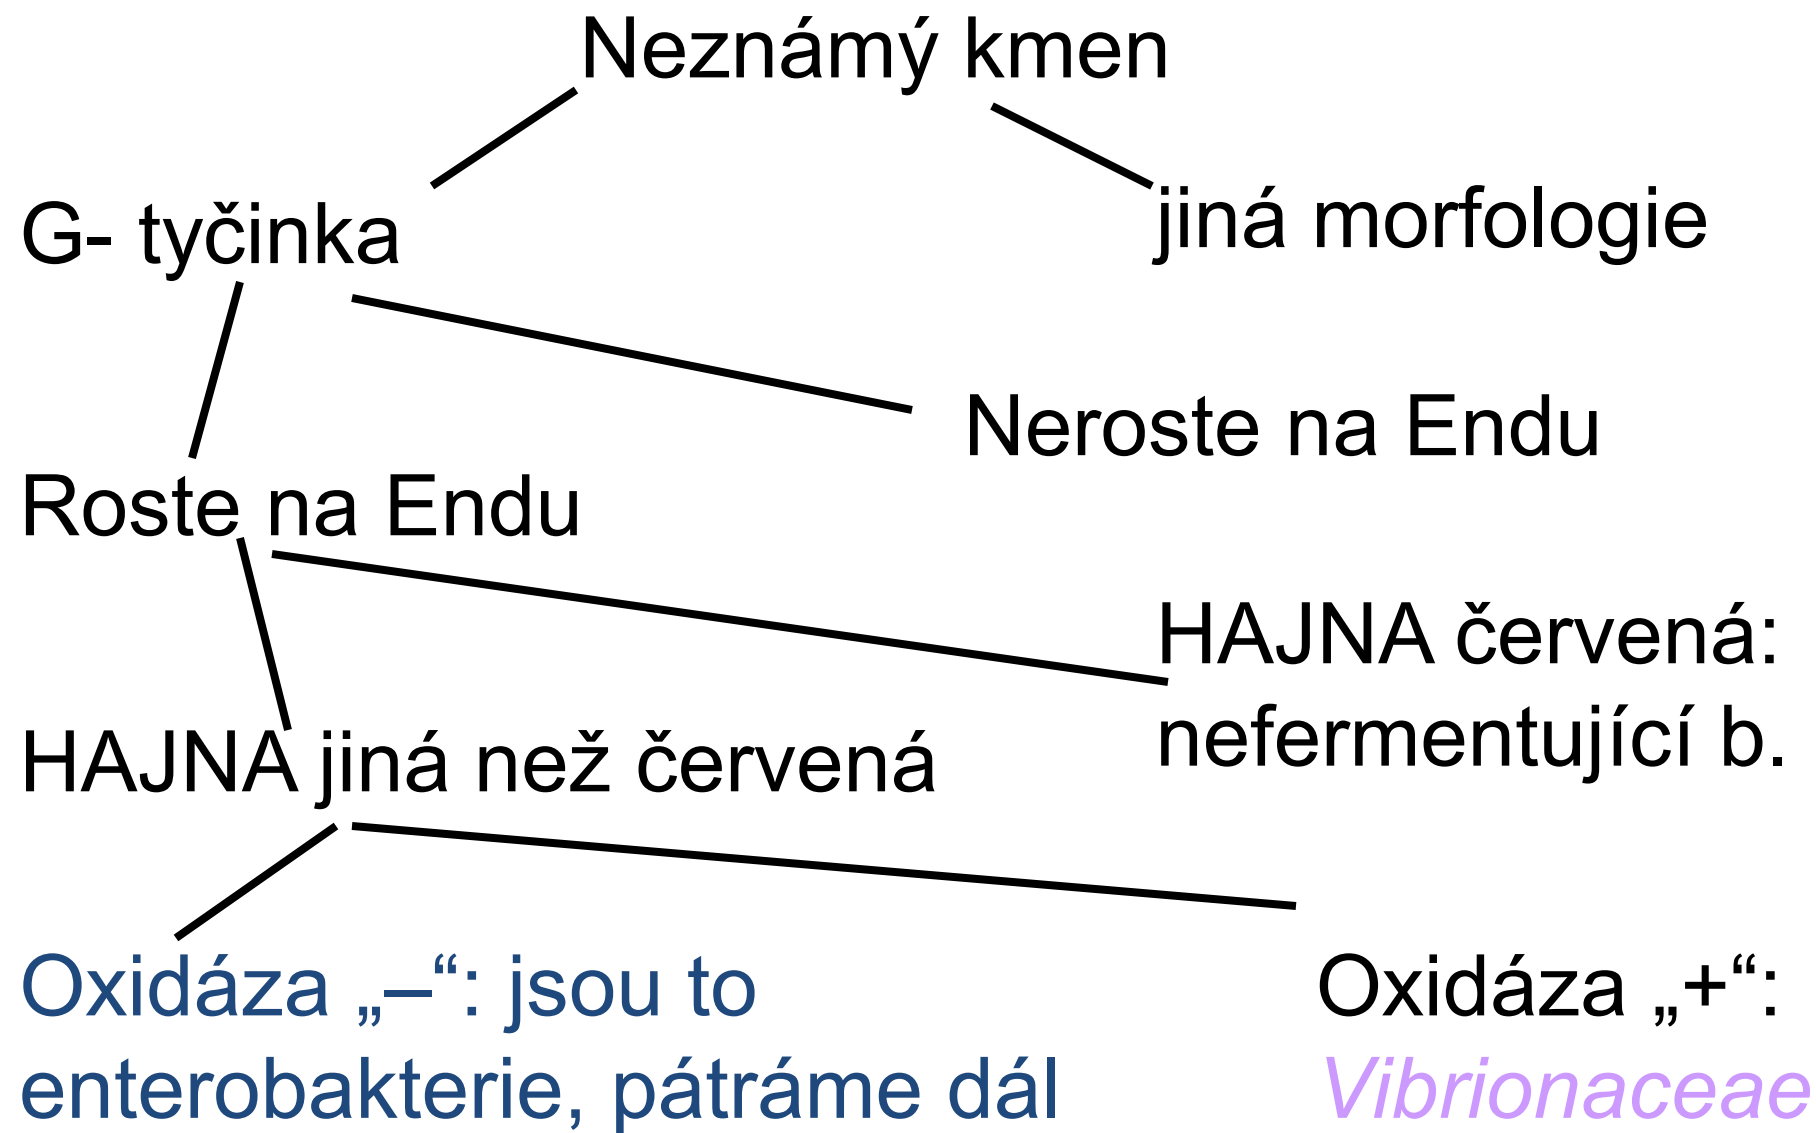 Neznámý kmen
G- tyčinka
jiná morfologie
Neroste na Endu
Roste na Endu
HAJNA červená:
nefermentující b.
HAJNA jiná než červená
Oxidáza „–“: jsou to
enterobakterie, pátráme dál
Oxidáza „+“:
Vibrionaceae